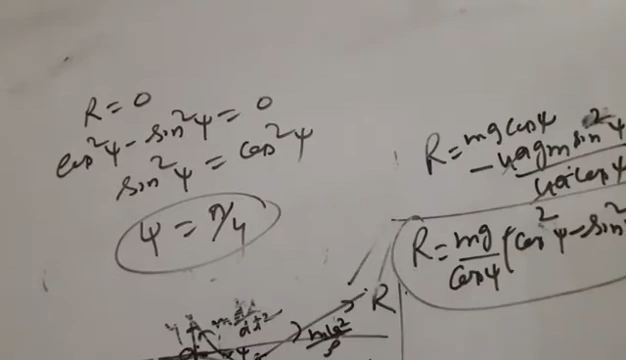 R = 0
cos²ψ - sin²ψ = 0
sin²ψ = cos²ψ
ψ = π/4
R = mg cosψ
- 4agm sin²ψ
4a cosψ
R = mg/cosψ (cos²ψ - sin²
R